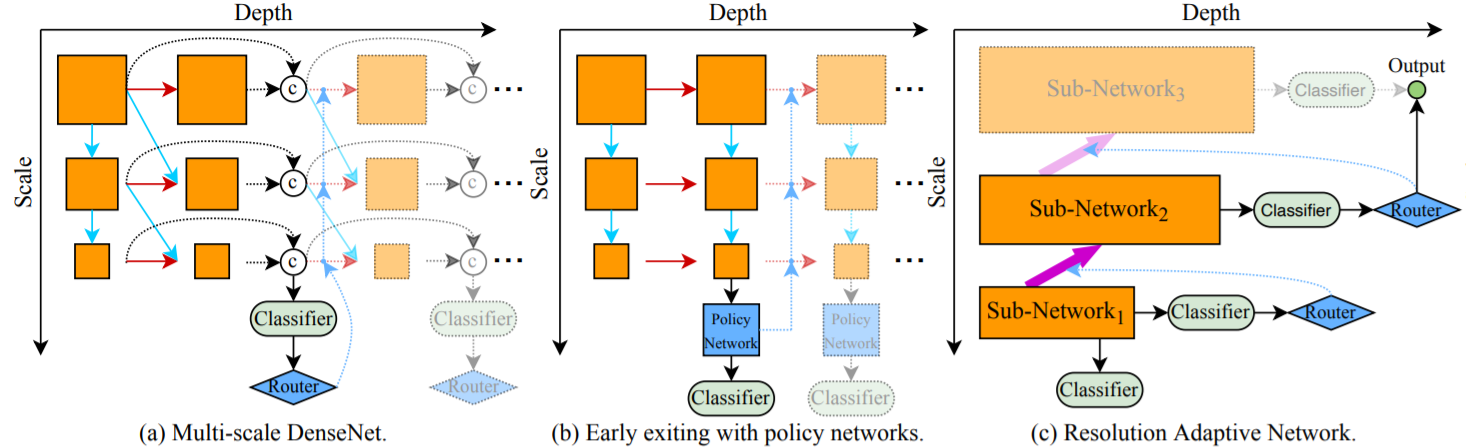 Depth
Scale
c
c
...
c
c
...
c
c
...
Classifier
Classifier
Router
Router
(a) Multi-scale DenseNet.
Depth
Scale
...
...
...
Policy
Network
Policy
Network
Classifier
Classifier
(b) Early exiting with policy networks.
Depth
Scale
Sub-Network3
Classifier
Output
Sub-Network2
Classifier
Router
Sub-Network1
Classifier
Router
Classifier
(c) Resolution Adaptive Network.